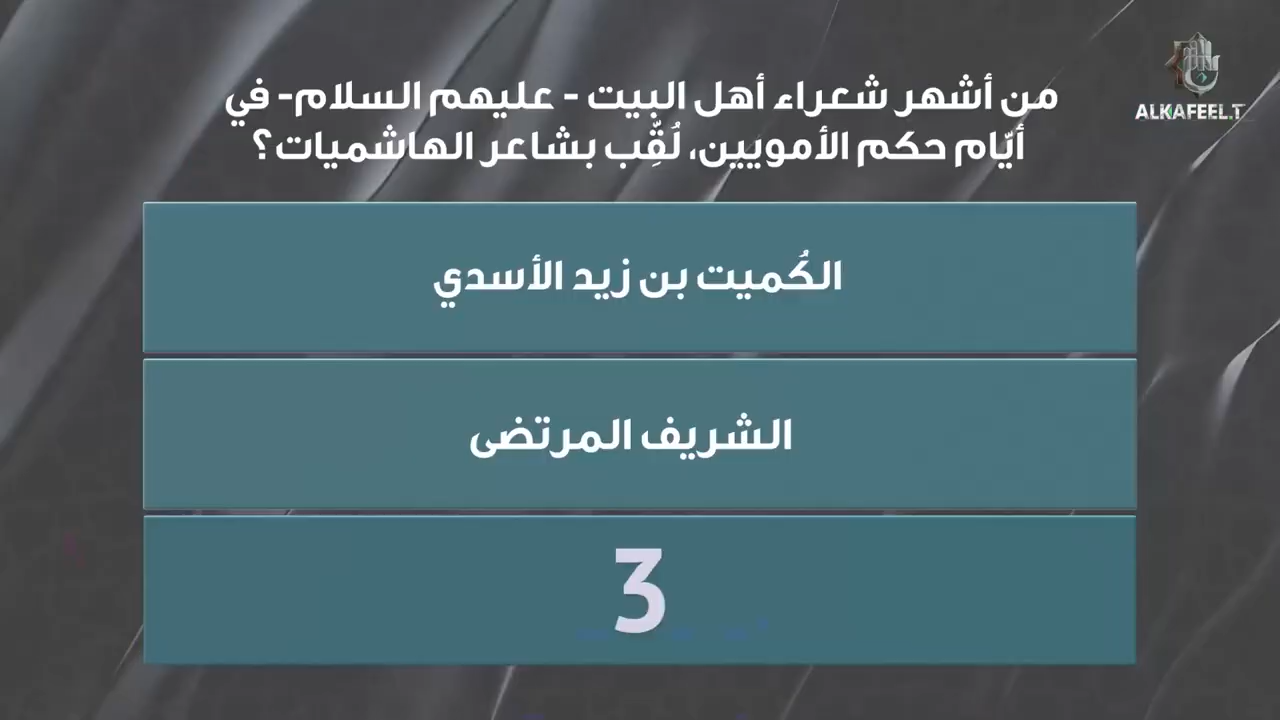 ALKAFEEL.T
من أشهر شعراء أهل البيت - عليهم السلام- في
أيّام حكم الأمويين، لُقِّب بشاعر الهاشميات؟
الكُميت بن زيد الأسدي
الشريف المرتضى
3